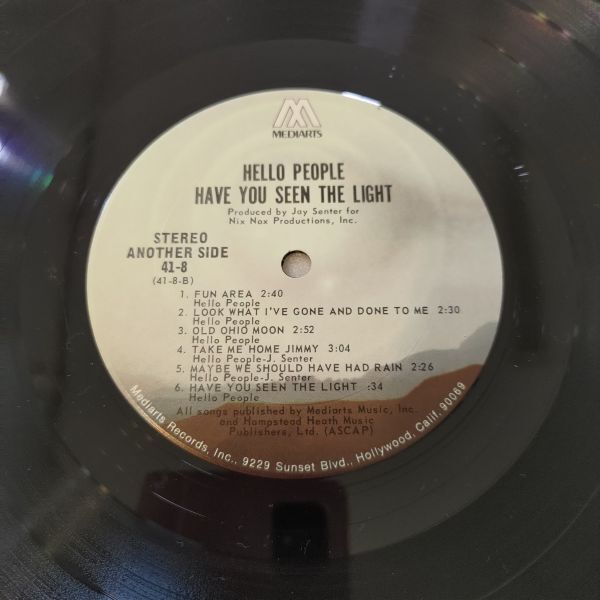 MEDIARTS
HELLO PEOPLE
HAVE YOU SEEN THE LIGHT
Produced by Jay Senter for
Nix Nox Productions, Inc.
STEREO
ANOTHER SIDE
41-8
(41-8-B)
1. FUN AREA 2:40
Hello People
2. LOOK WHAT I'VE GONE AND DONE TO ME 2:30
Hello People
3. OLD OHIO MOON 2:52
Hello People
4. TAKE ME HOME JIMMY 3:04
Hello People-J. Senter
5. MAYBE WE SHOULD HAVE HAD RAIN 2:26
Hello People-J. Senter
6. HAVE YOU SEEN THE LIGHT :34
Hello People
All songs published by Mediarts Music, Inc.
and Hampstead Heath Music
Publishers, Ltd. (ASCAP)
Mediarts Records, Inc., 9229 Sunset Blvd., Hollywood, Calif. 90069